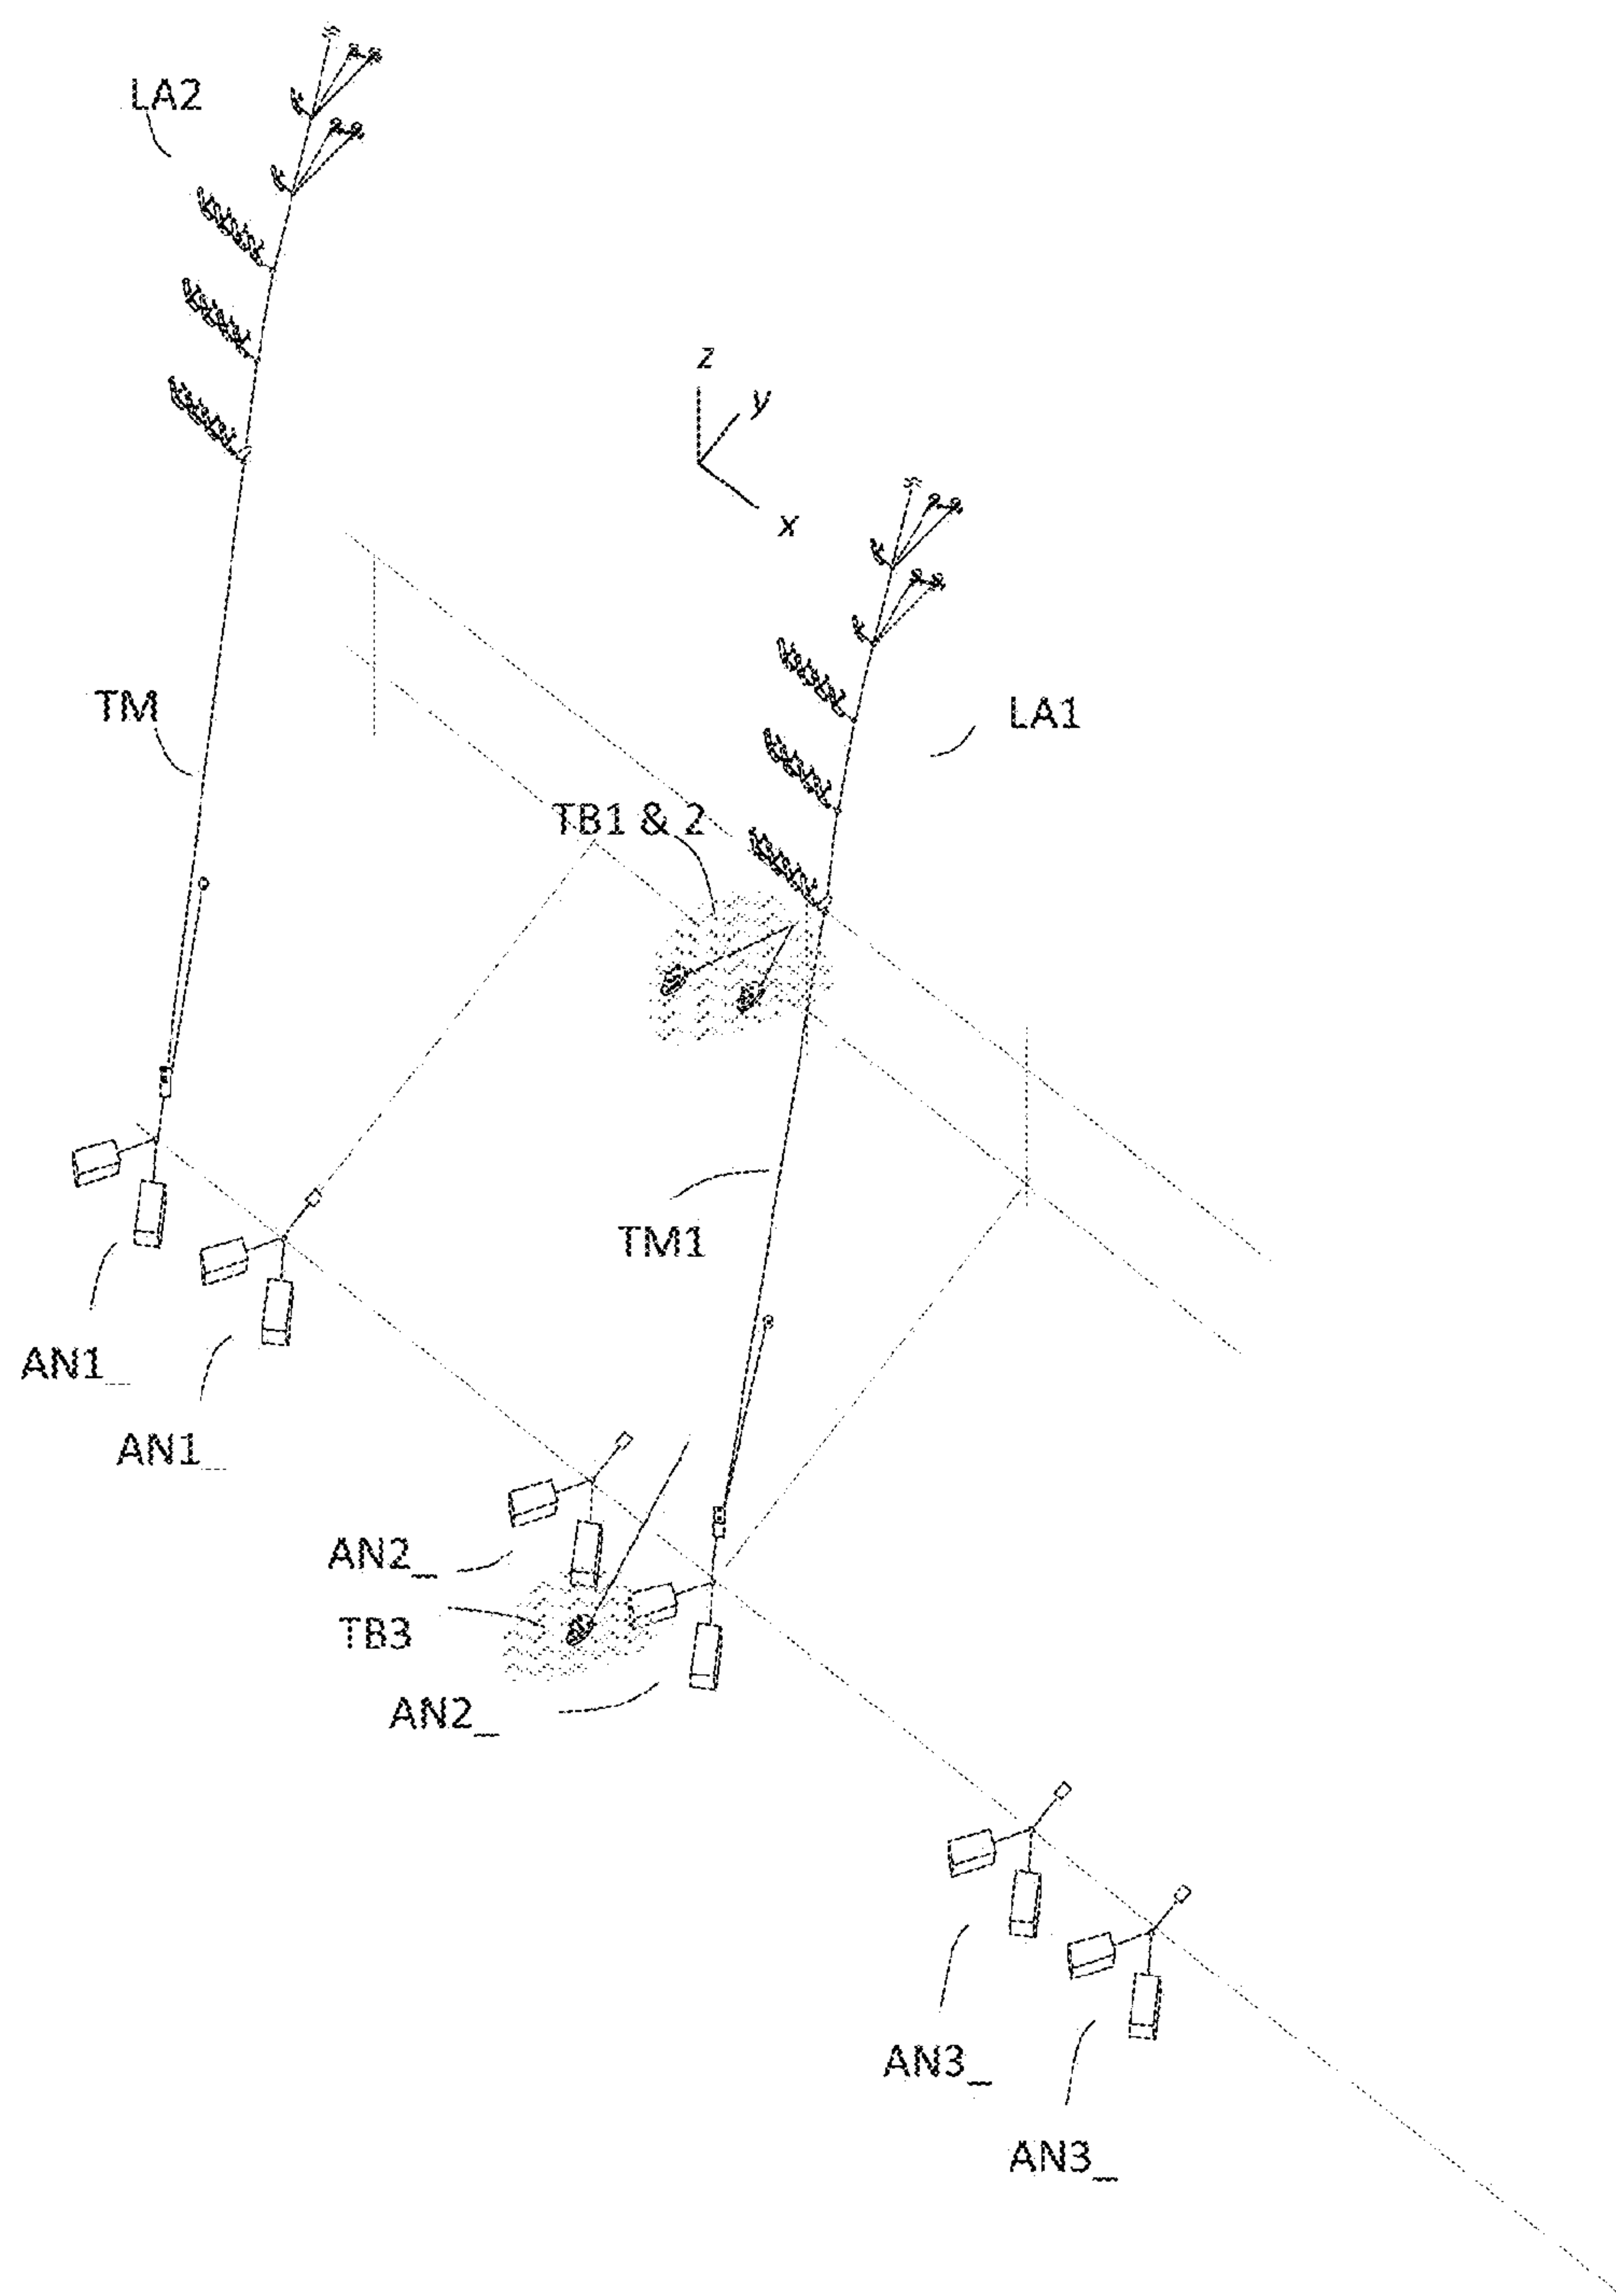 LA2
z
y
x
TM
LA1
TB1 & 2
TM1
AN1_
AN1_
AN2_
TB3
AN2_
AN3_
AN3_